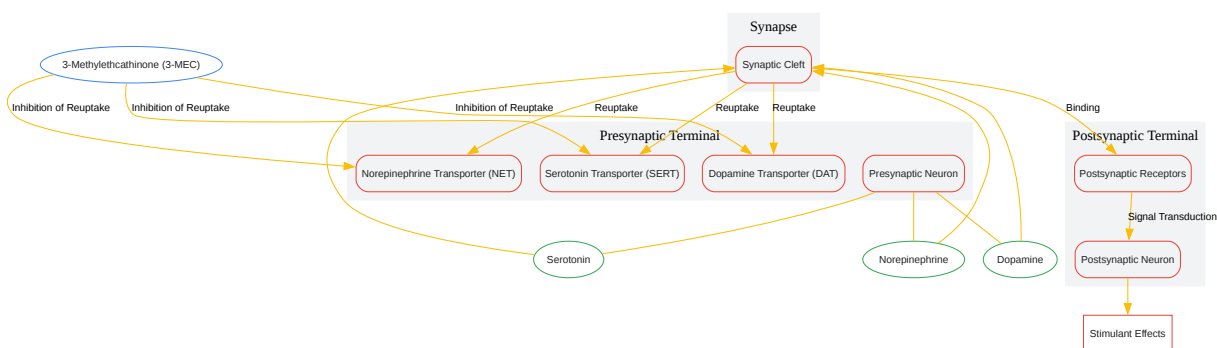 Synapse
3-Methylethcathinone (3-MEC)
Synaptic Cleft
Inhibition of Reuptake
Inhibition of Reuptake
Inhibition of Reuptake
Reuptake
Reuptake
Reuptake
Binding
Presynaptic Terminal
Postsynaptic Terminal
Norepinephrine Transporter (NET)
Serotonin Transporter (SERT)
Dopamine Transporter (DAT)
Presynaptic Neuron
Postsynaptic Receptors
Signal Transduction
Serotonin
Norepinephrine
Dopamine
Postsynaptic Neuron
Stimulant Effects